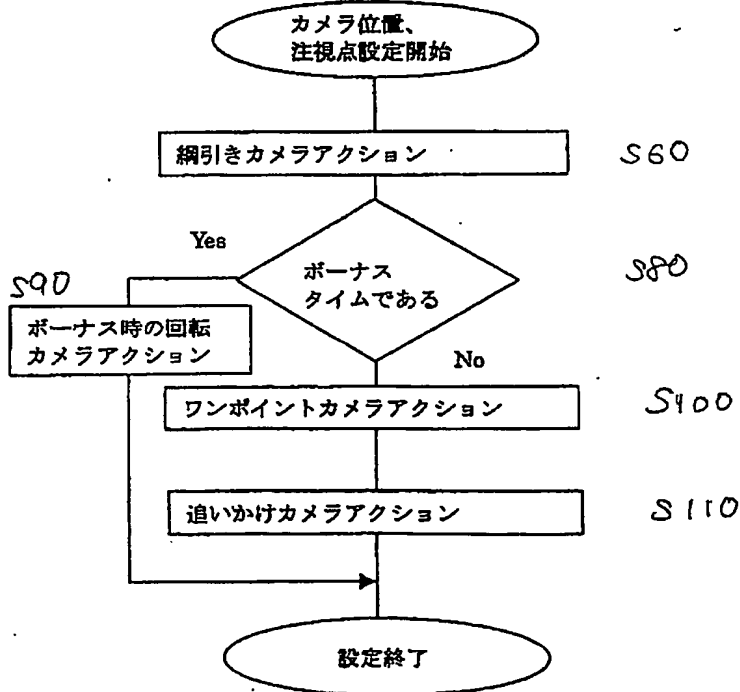 カメラ位置、
注視点設定開始
綱引きカメラアクション
S60
Yes
ボーナス
タイムである
S80
S90
ボーナス時の回転
カメラアクション
No
ワンポイントカメラアクション
S100
追いかけカメラアクション
S110
設定終了